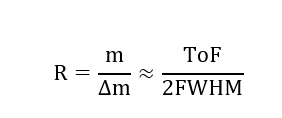 R = m/Δm ≈ ToF/2FWHM